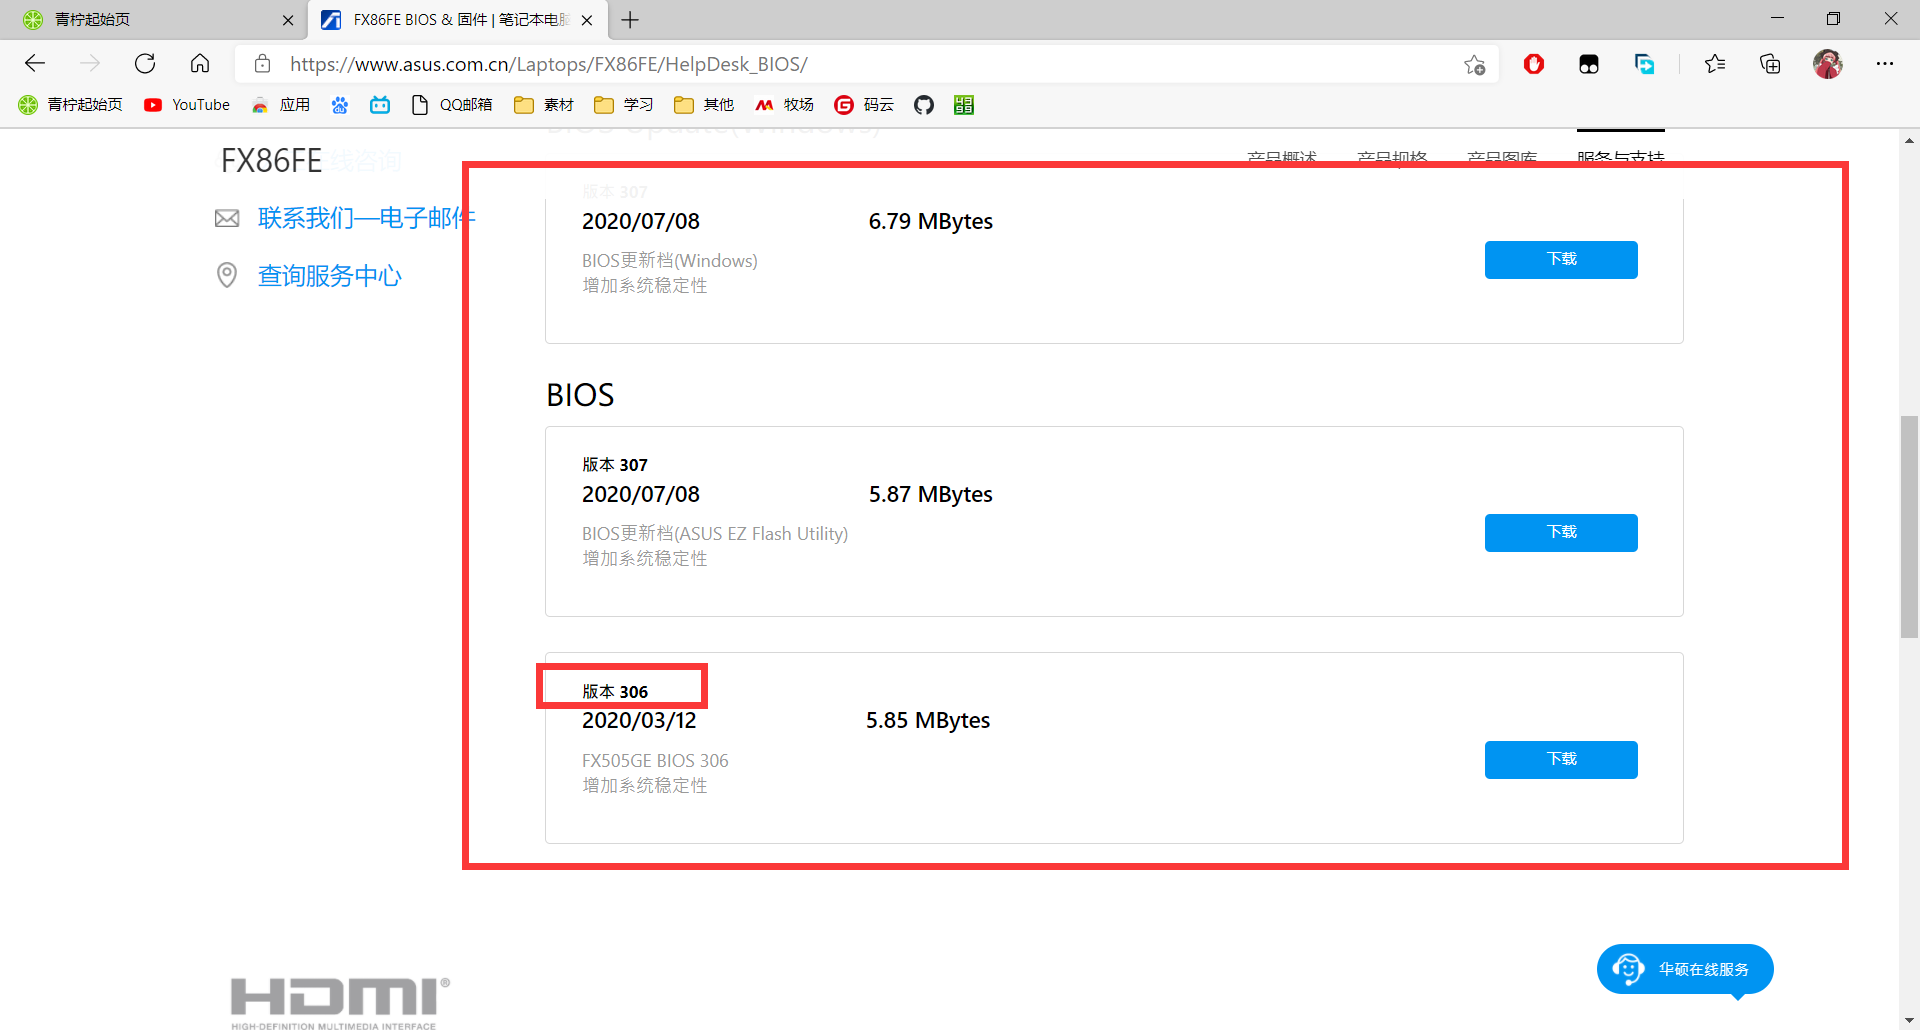 青柠起始页
FX86FE BIOS & 固件 | 笔记本电脑
https://www.asus.com.cn/Laptops/FX86FE/HelpDesk_BIOS/
青柠起始页
YouTube
应用
QQ邮箱
素材
学习
其他
牧场
码云
BIOS Update(Windows)
FX86FE
在线咨询
产品概述
产品规格
产品图库
服务与支持
联系我们—电子邮件
查询服务中心
版本 307
2020/07/08
6.79 MBytes
BIOS更新档(Windows)
增加系统稳定性
下载
BIOS
版本 307
2020/07/08
5.87 MBytes
BIOS更新档(ASUS EZ Flash Utility)
增加系统稳定性
下载
版本 306
2020/03/12
5.85 MBytes
FX505GE BIOS 306
增加系统稳定性
下载
HDMI®
HIGH-DEFINITION MULTIMEDIA INTERFACE
华硕在线服务